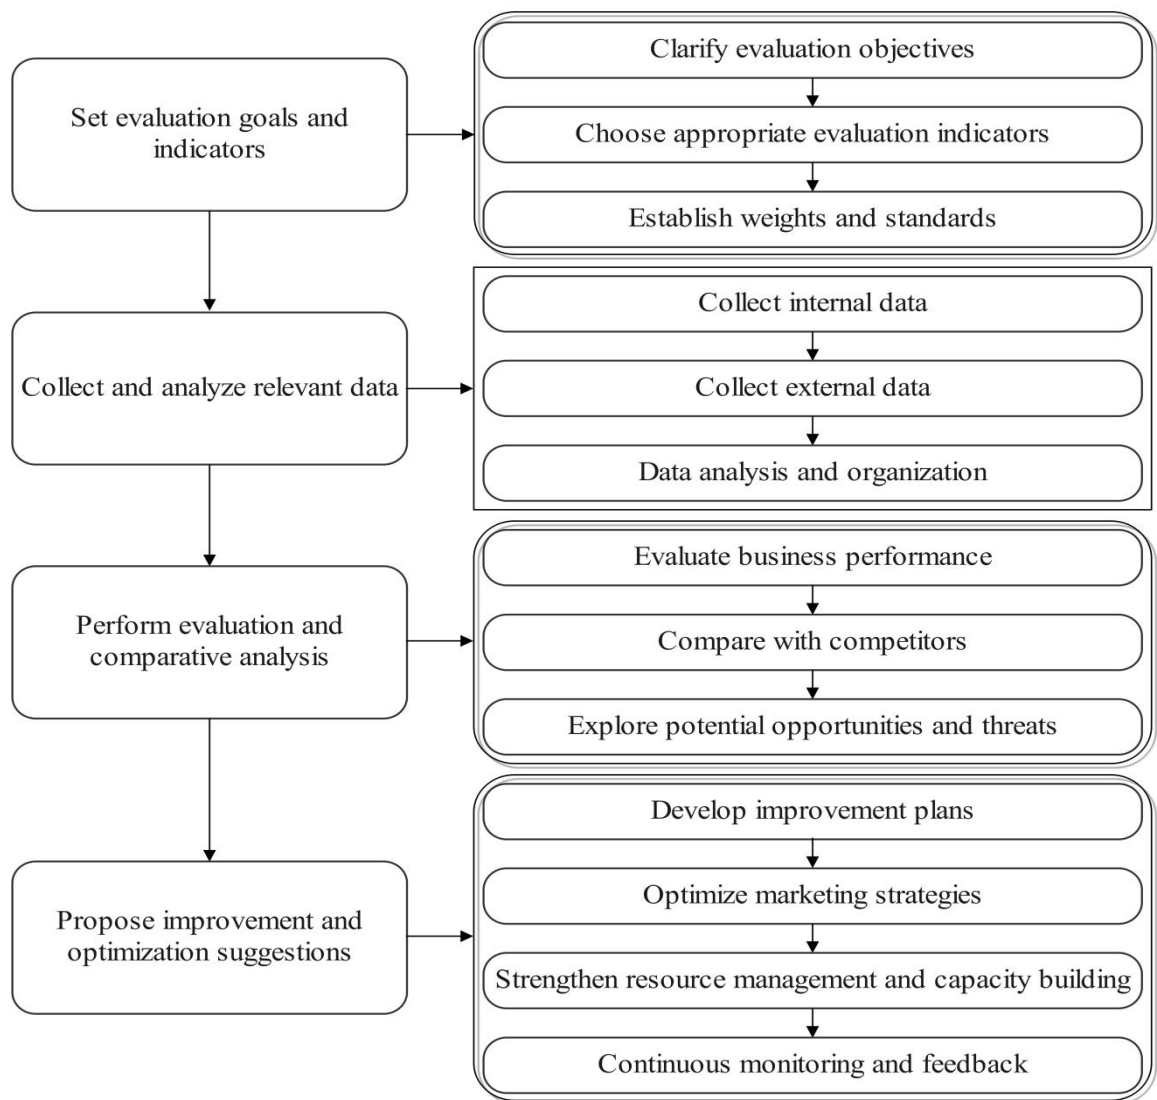 Set evaluation goals and
indicators
Clarify evaluation objectives
Choose appropriate evaluation indicators
Establish weights and standards
Collect and analyze relevant data
Collect internal data
Collect external data
Data analysis and organization
Perform evaluation and
comparative analysis
Evaluate business performance
Compare with competitors
Explore potential opportunities and threats
Propose improvement and
optimization suggestions
Develop improvement plans
Optimize marketing strategies
Strengthen resource management and capacity building
Continuous monitoring and feedback